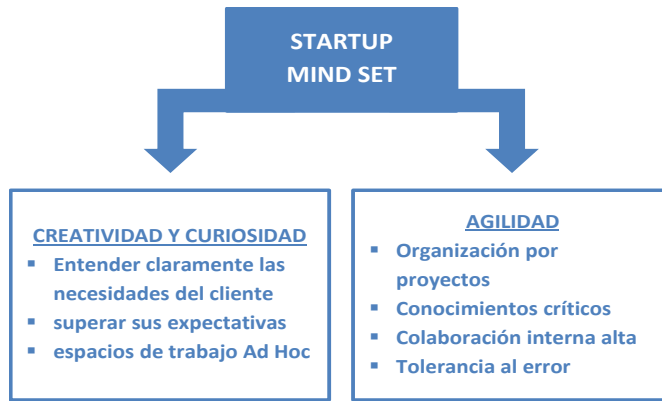 STARTUP
MIND SET
CREATIVIDAD Y CURIOSIDAD
▪ Entender claramente las
necesidades del cliente
▪ superar sus expectativas
▪ espacios de trabajo Ad Hoc
AGILIDAD
▪ Organización por
proyectos
▪ Conocimientos críticos
▪ Colaboración interna alta
▪ Tolerancia al error